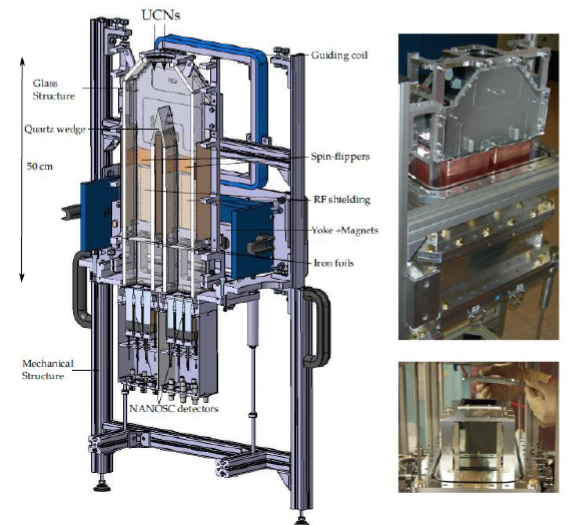 UCNs
Guiding coil
Glass
Structure
Quartz wedge
50 cm
Spin-flippers
RF shielding
Yoke +Magnets
Iron foils
Mechanical
Structure
NANOSC detectors